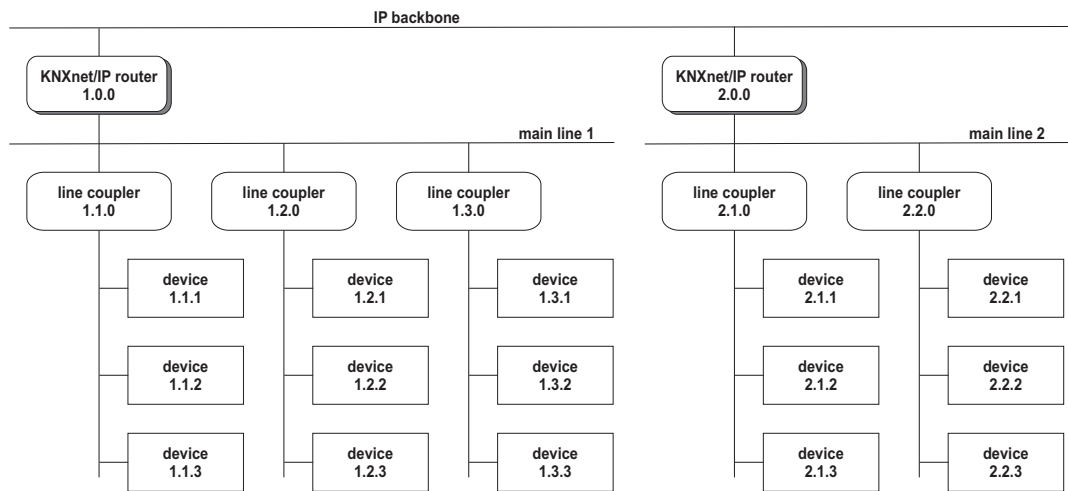 IP backbone
KNXnet/IP router
1.0.0
KNXnet/IP router
2.0.0
main line 1
main line 2
line coupler
1.1.0
line coupler
1.2.0
line coupler
1.3.0
line coupler
2.1.0
line coupler
2.2.0
device
1.1.1
device
1.2.1
device
1.3.1
device
2.1.1
device
2.2.1
device
1.1.2
device
1.2.2
device
1.3.2
device
2.1.2
device
2.2.2
device
1.1.3
device
1.2.3
device
1.3.3
device
2.1.3
device
2.2.3